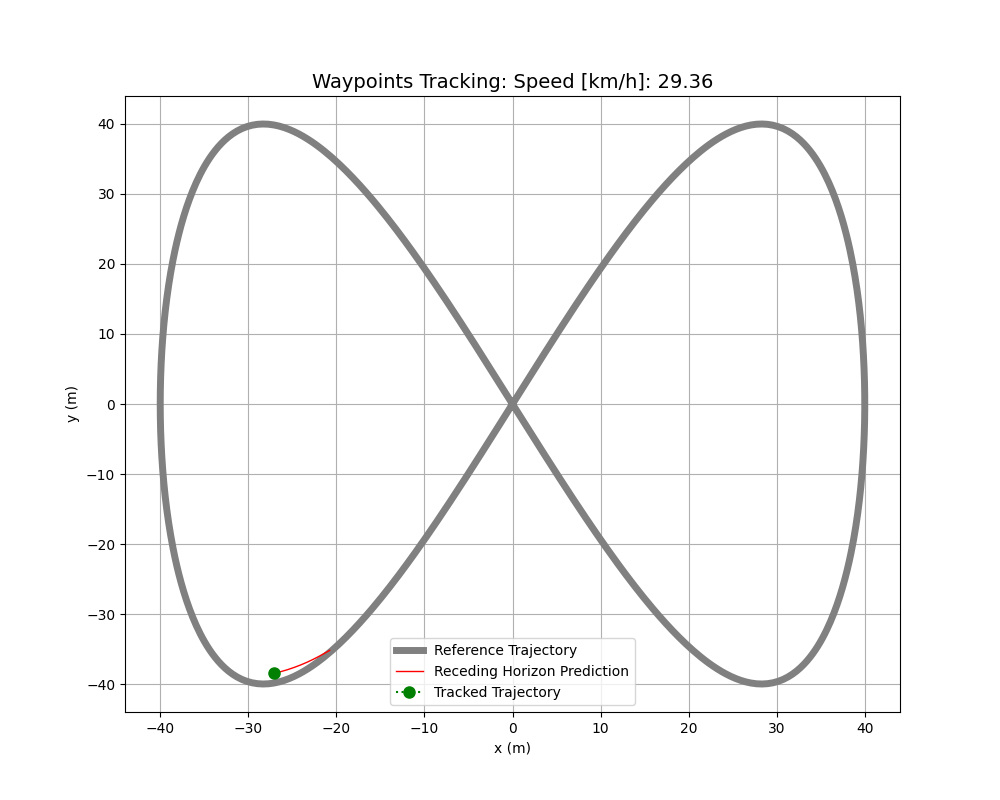 Waypoints Tracking: Speed [km/h]: 29.36
40
30
20
10
0
−10
−20
−30
−40
y (m)
−40 −30 −20 −10 0 10 20 30 40
x (m)
Reference Trajectory
Receding Horizon Prediction
Tracked Trajectory